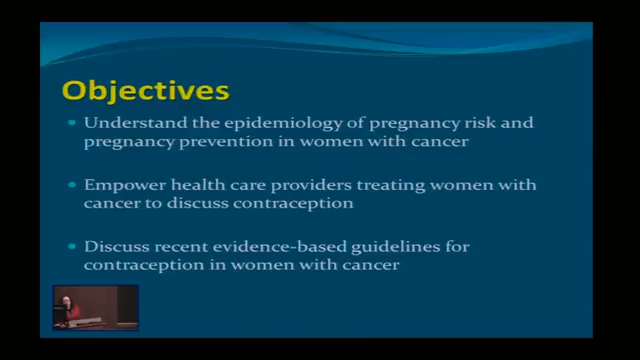 Objectives
Understand the epidemiology of pregnancy risk and
pregnancy prevention in women with cancer
Empower health care providers treating women with
cancer to discuss contraception
Discuss recent evidence-based guidelines for
contraception in women with cancer